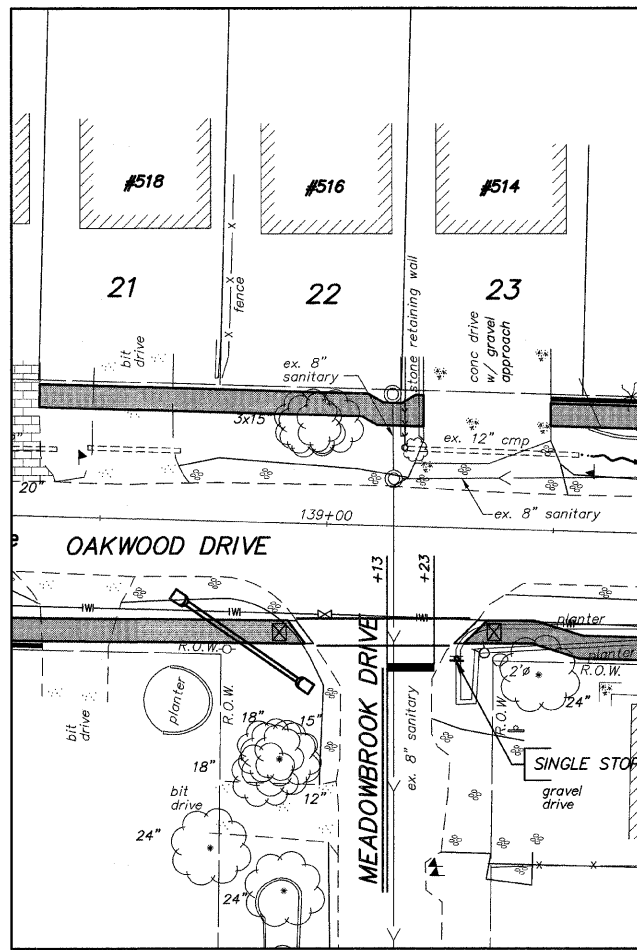 #518
#516
#514
21
22
23
fence
stone retaining wall
conc drive
w/ gravel
approach
bit
drive
ex. 8"
sanitary
3x15
ex. 12" cmp
20"
139+00
ex. 8" sanitary
OAKWOOD DRIVE
+13
+23
W
W
W
W
planter
planter
R.O.W.
R.O.W.
2'ø
24"
R.O.W.
R.O.W.
planter
MEADOWBROOK DRIVE
ex. 8" sanitary
18"
15"
bit
drive
18"
12"
bit
drive
SINGLE STOP
gravel
drive
24"
24"